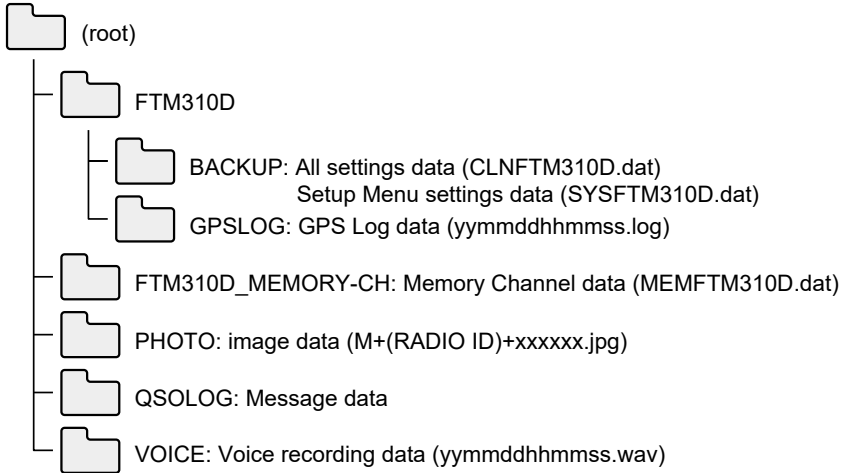 (root)
FTM310D
BACKUP: All settings data (CLNFTM310D.dat)
Setup Menu settings data (SYSFTM310D.dat)
GPSLOG: GPS Log data (yymmddhhmmss.log)
FTM310D_MEMORY-CH: Memory Channel data (MEMFTM310D.dat)
PHOTO: image data (M+(RADIO ID)+xxxxxx.jpg)
QSOLOG: Message data
VOICE: Voice recording data (yymmddhhmmss.wav)